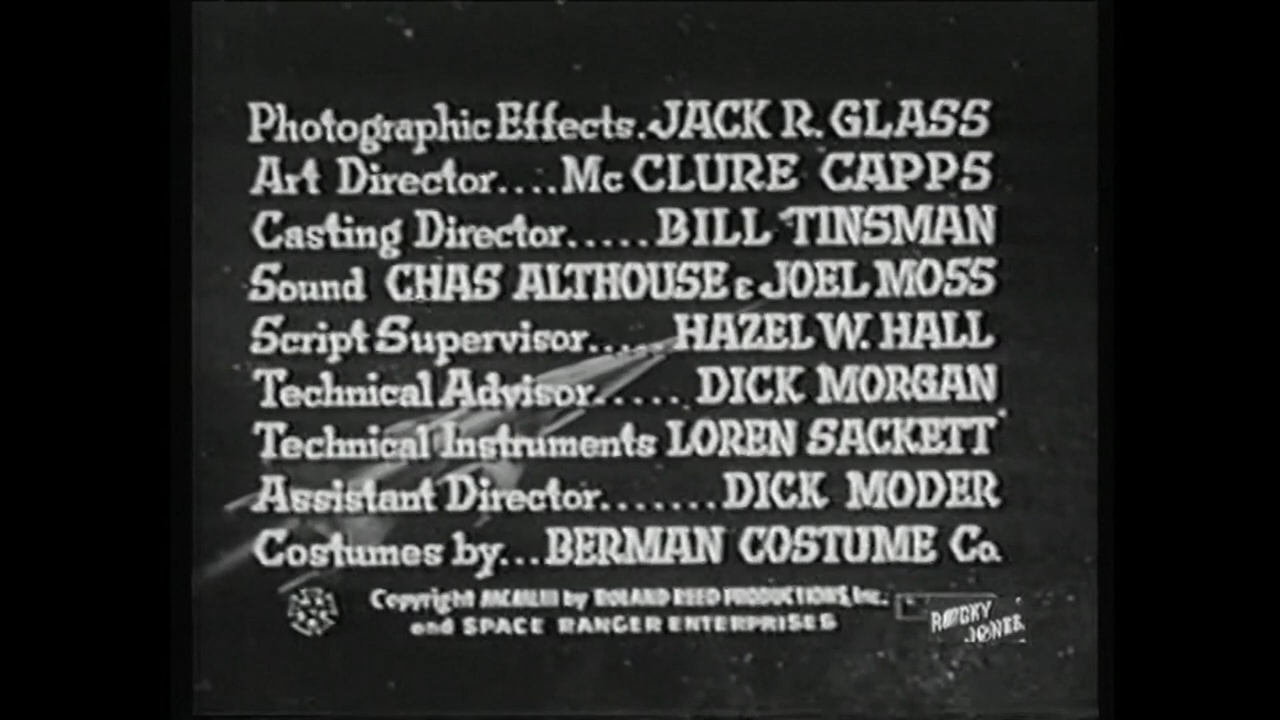 Photographic Effects.JACK R. GLASS
Art Director....Mc CLURE CAPPS
Casting Director.....BILL TINSMAN
Sound CHAS ALTHOUSE & JOEL MOSS
Script Supervisor..... HAZEL W. HALL
Technical Advisor..... DICK MORGAN
Technical Instruments LOREN SACKETT
Assistant Director.......DICK MODER
Costumes by...BERMAN COSTUME Co.
Copyright MCMLIII by ROLAND REED PRODUCTIONS, Inc.
and SPACE RANGER ENTERPRISES
ROCKY
JONES